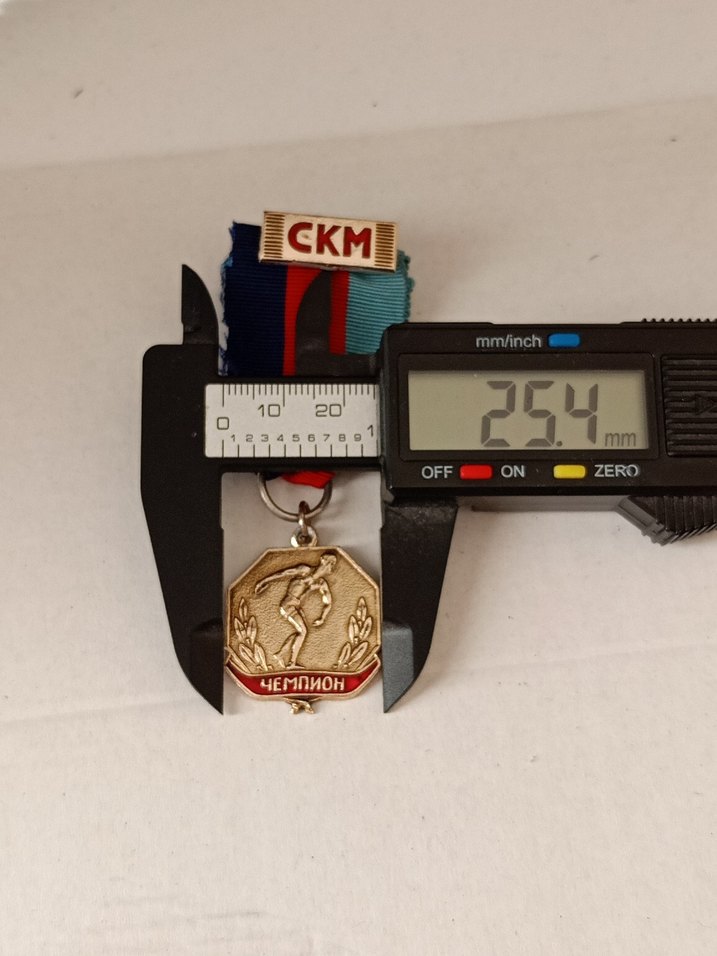 СКМ
mm/inch
0 10 20
1 2 3 4 5 6 7 8 9 1
25.4 mm
OFF ON ZERO
ЧЕМПИОН